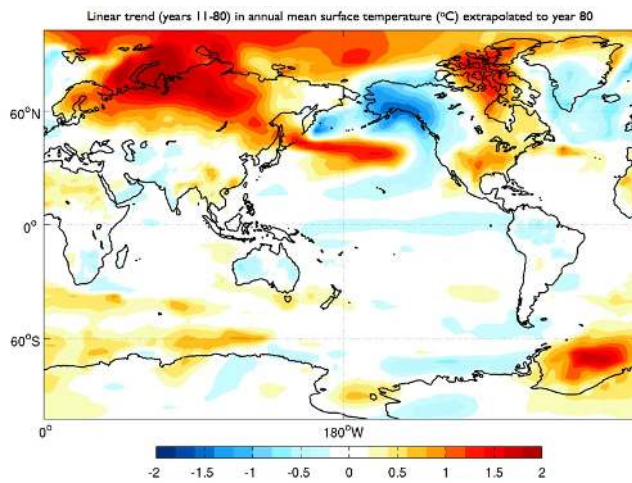 Linear trend (years 11-80) in annual mean surface temperature (°C) extrapolated to year 80
60°N
0°
60°S
0°
180°W
-2 -1.5 -1 -0.5 0 0.5 1 1.5 2